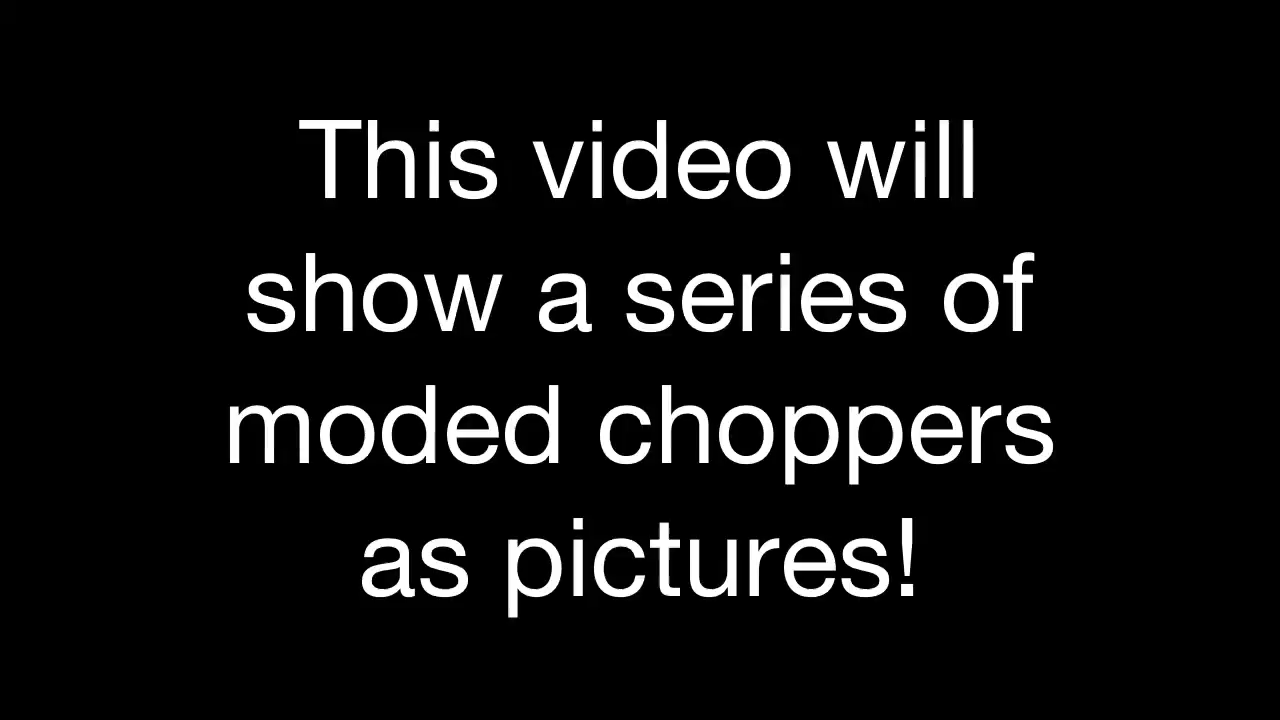 This video will
show a series of
moded choppers
as pictures!